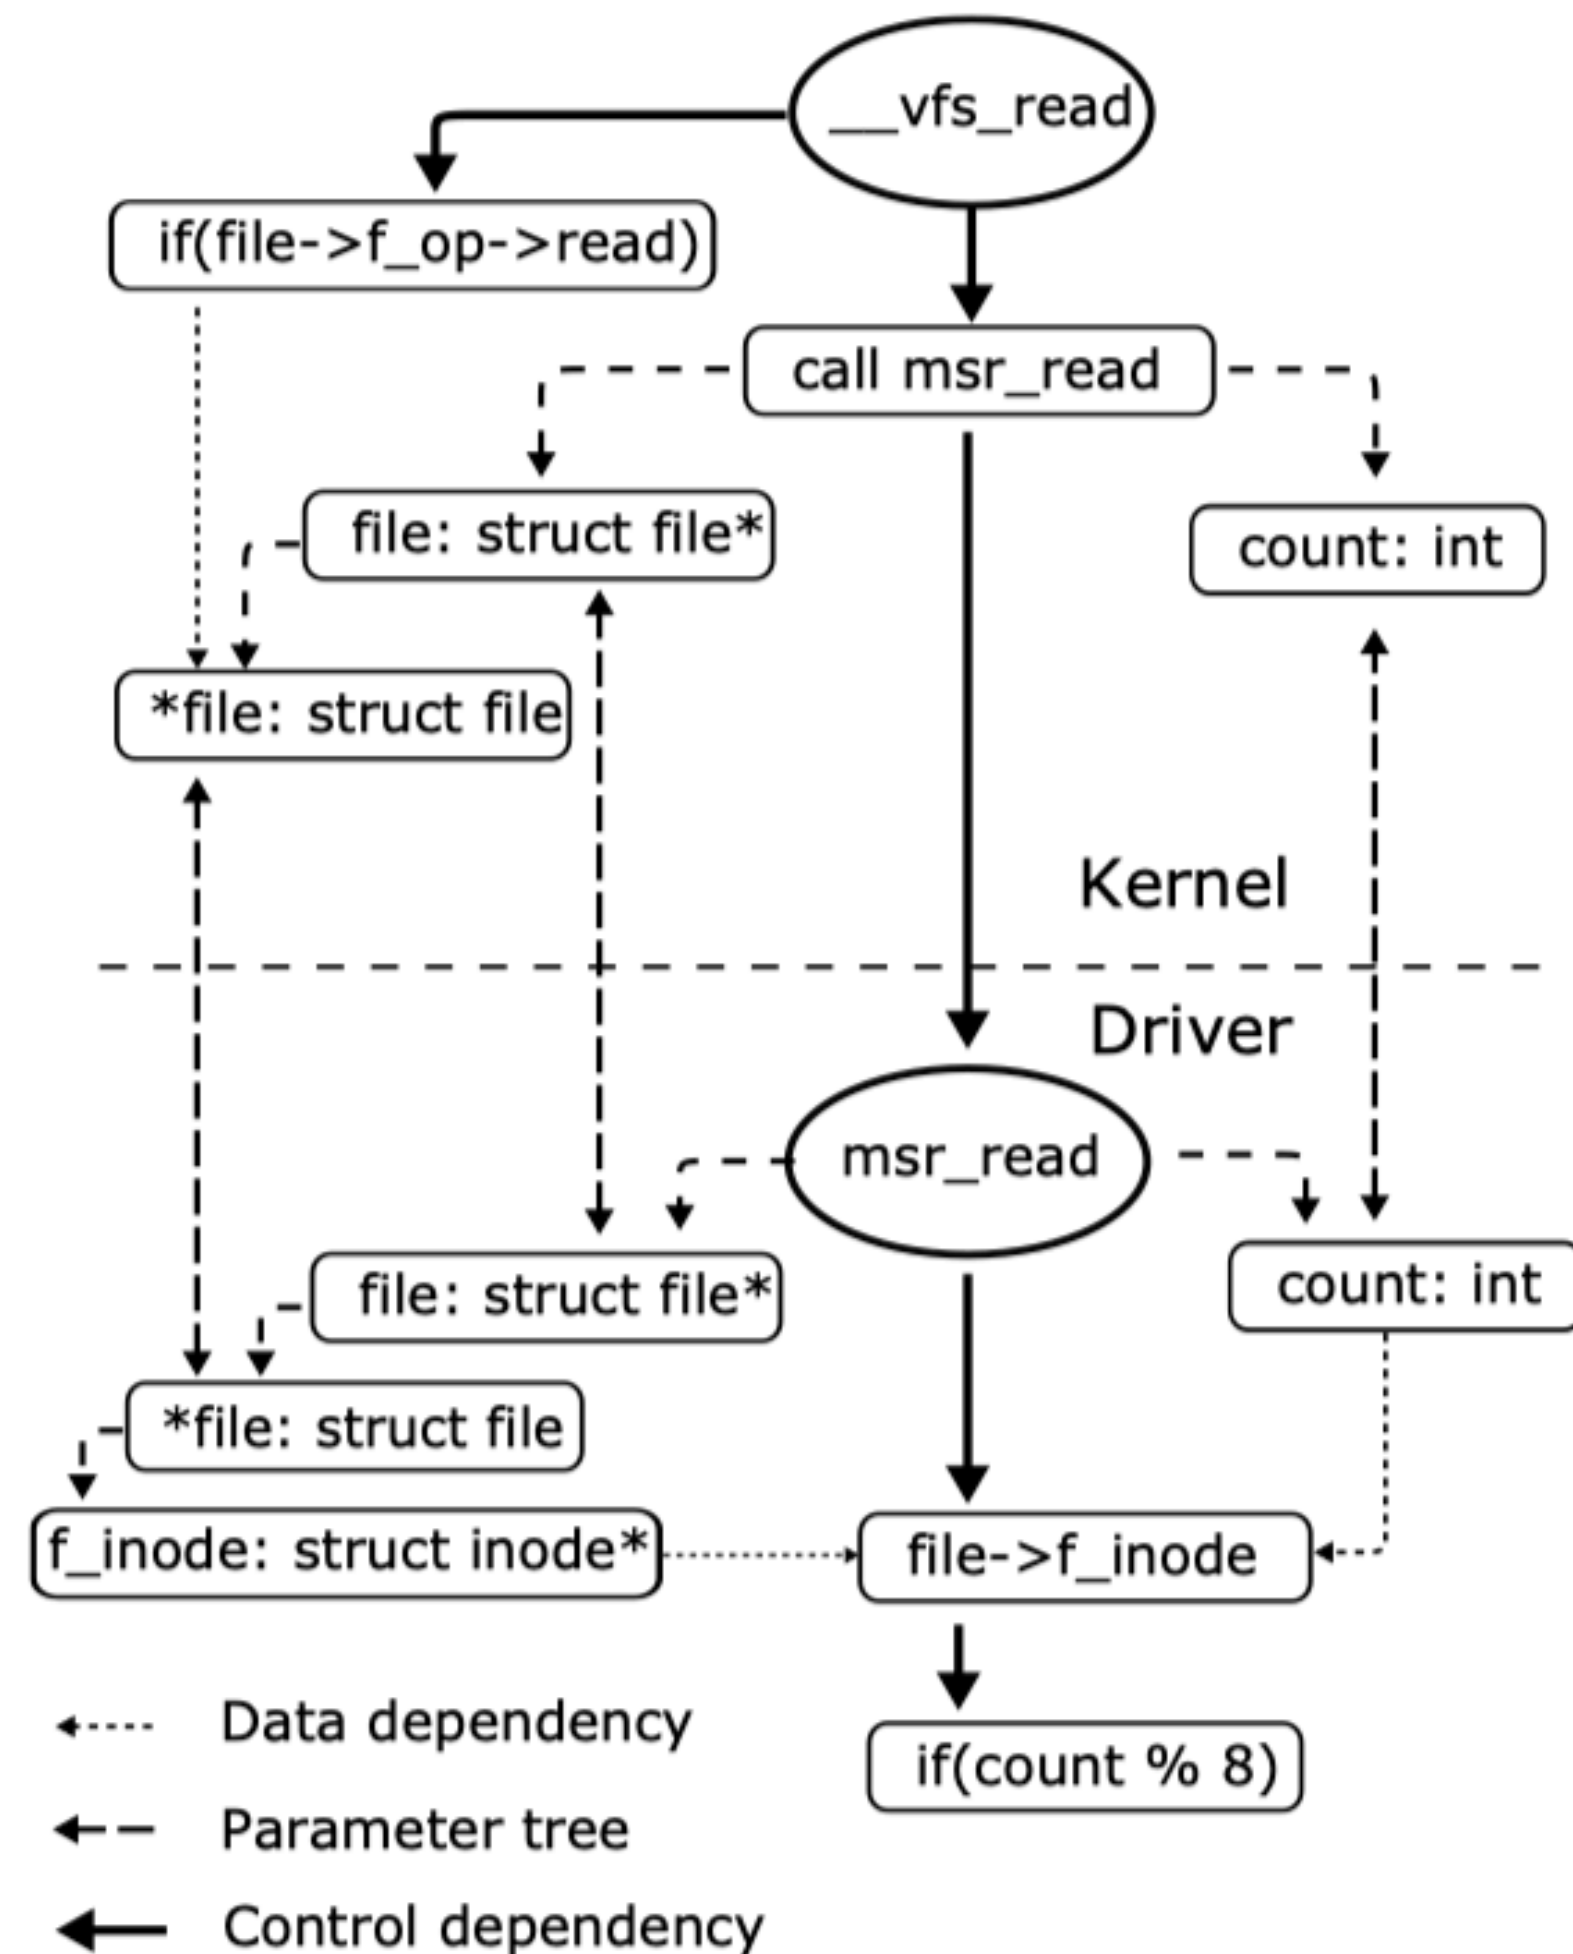 __vfs_read
if(file->f_op->read)
call msr_read
file: struct file*
count: int
*file: struct file
Kernel
Driver
msr_read
file: struct file*
count: int
*file: struct file
f_inode: struct inode*
file->f_inode
if(count % 8)
Data dependency
Parameter tree
Control dependency